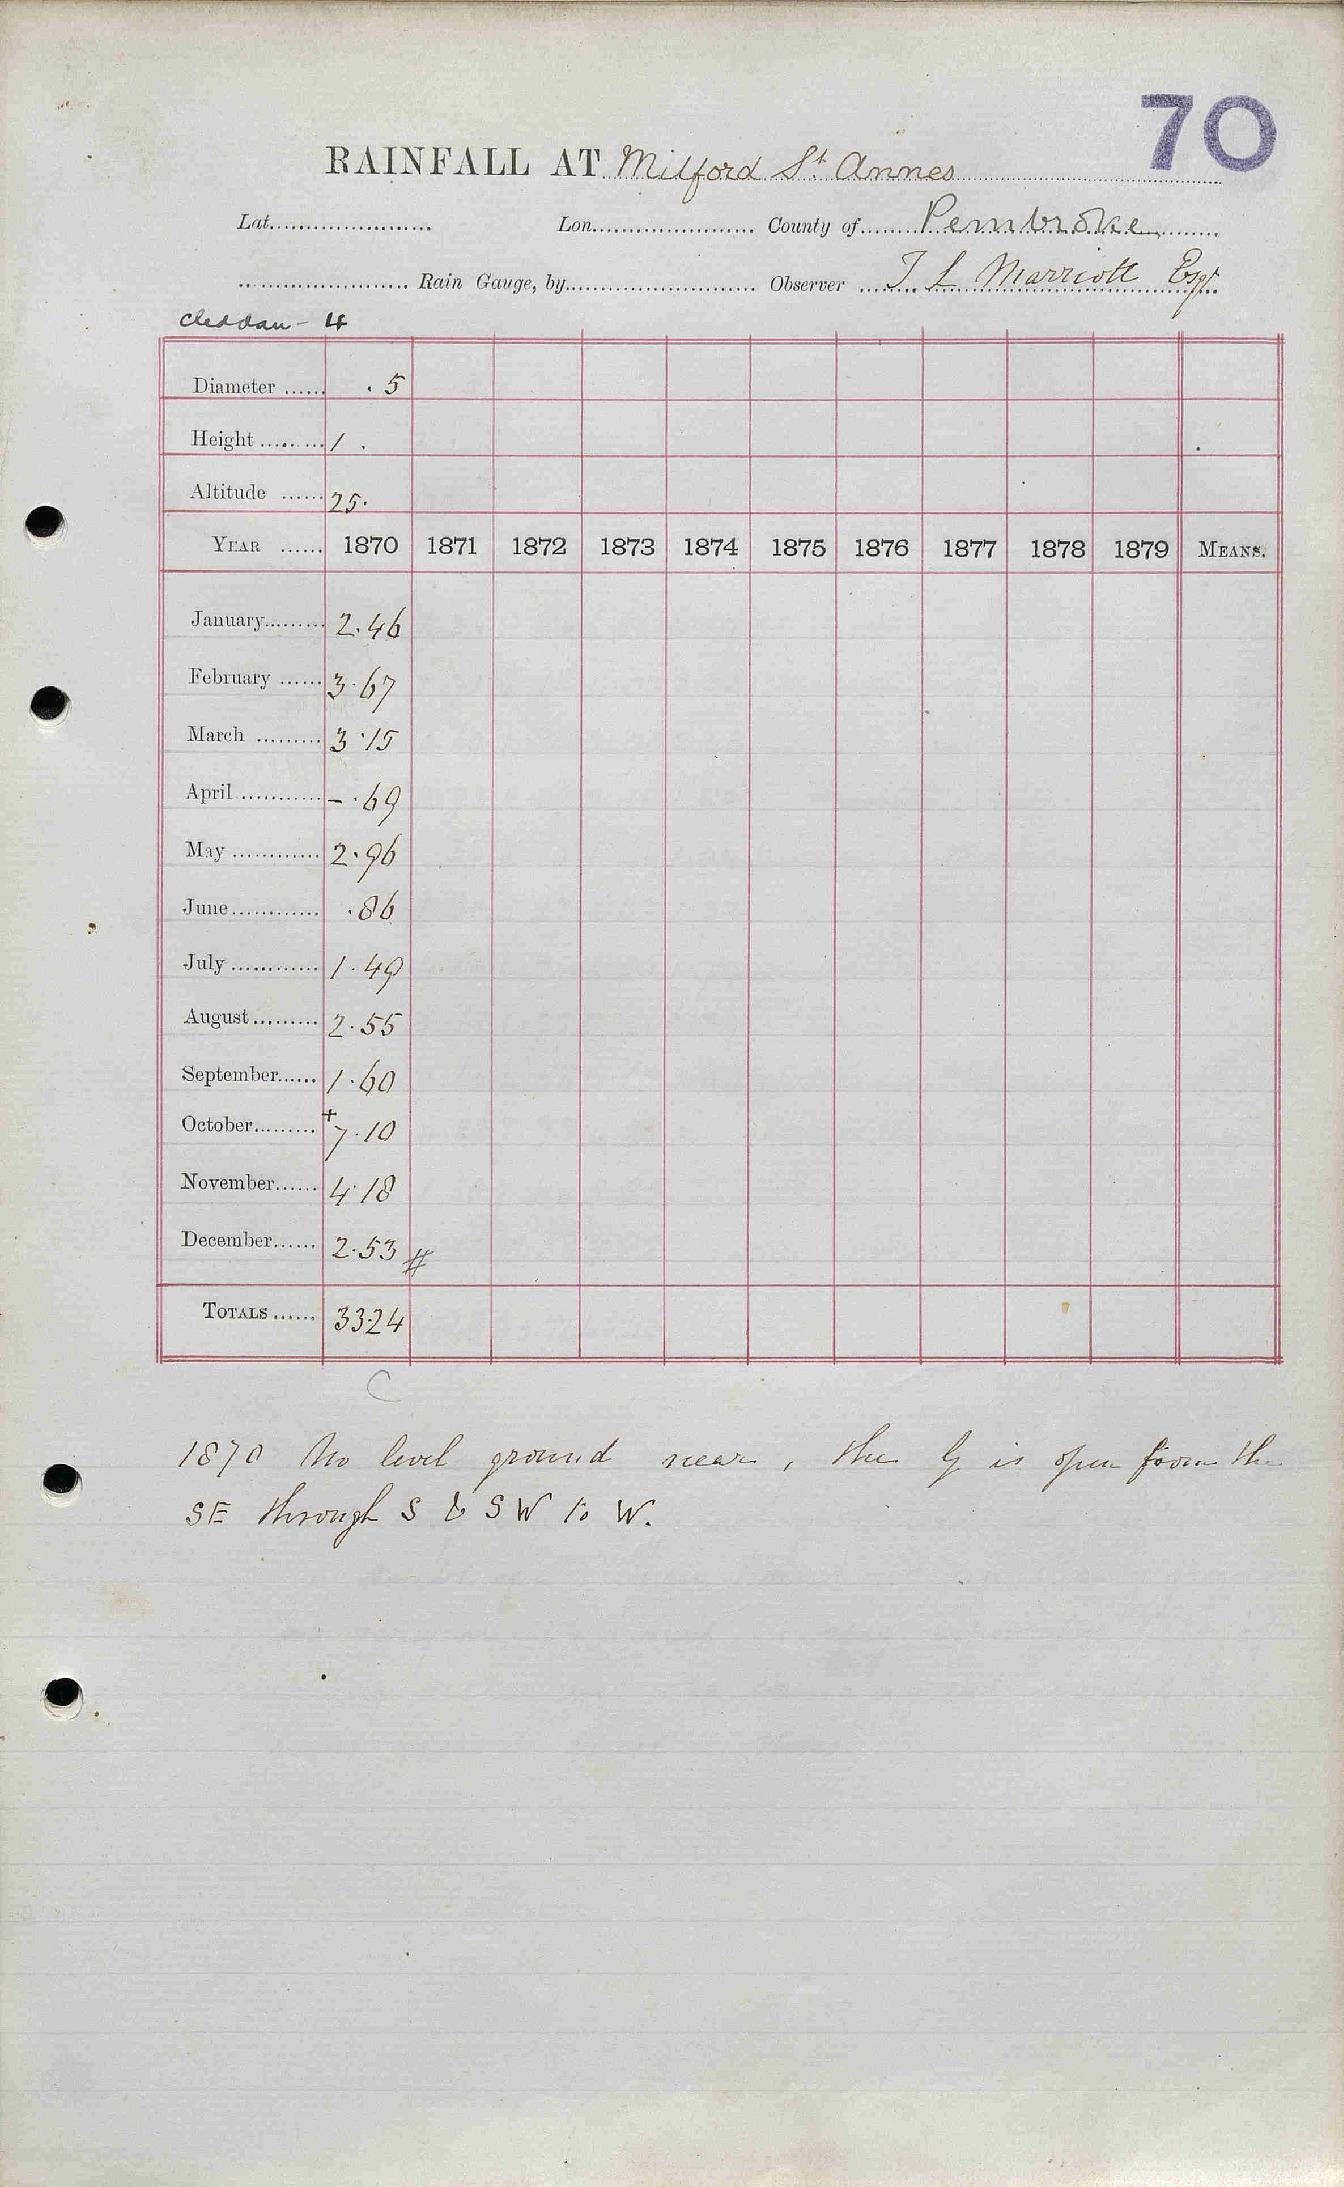 70
RAINFALL AT Milford St Annes
Lat...................... Lon...................... County of Pembroke
...................... Rain Gauge, by...................... Observer T L Marriott Esqr
Cleddau - 4
Diameter ...... .5
Height ......... 1 .
Altitude ...... 25.
YEAR ...... 1870 1871 1872 1873 1874 1875 1876 1877 1878 1879 MEANS.
January......... 2.46
February ...... 3.67
March ......... 3.15
April ............ - .69
May ............ 2.96
June............ .86
July ............ 1.49
August......... 2.55
September...... 1.60
October......... + 7.10
November...... 4.18
December...... 2.53 #
TOTALS ...... 33.24
C
1870 No level ground near, the G is open from the
SE through S & SW to W.